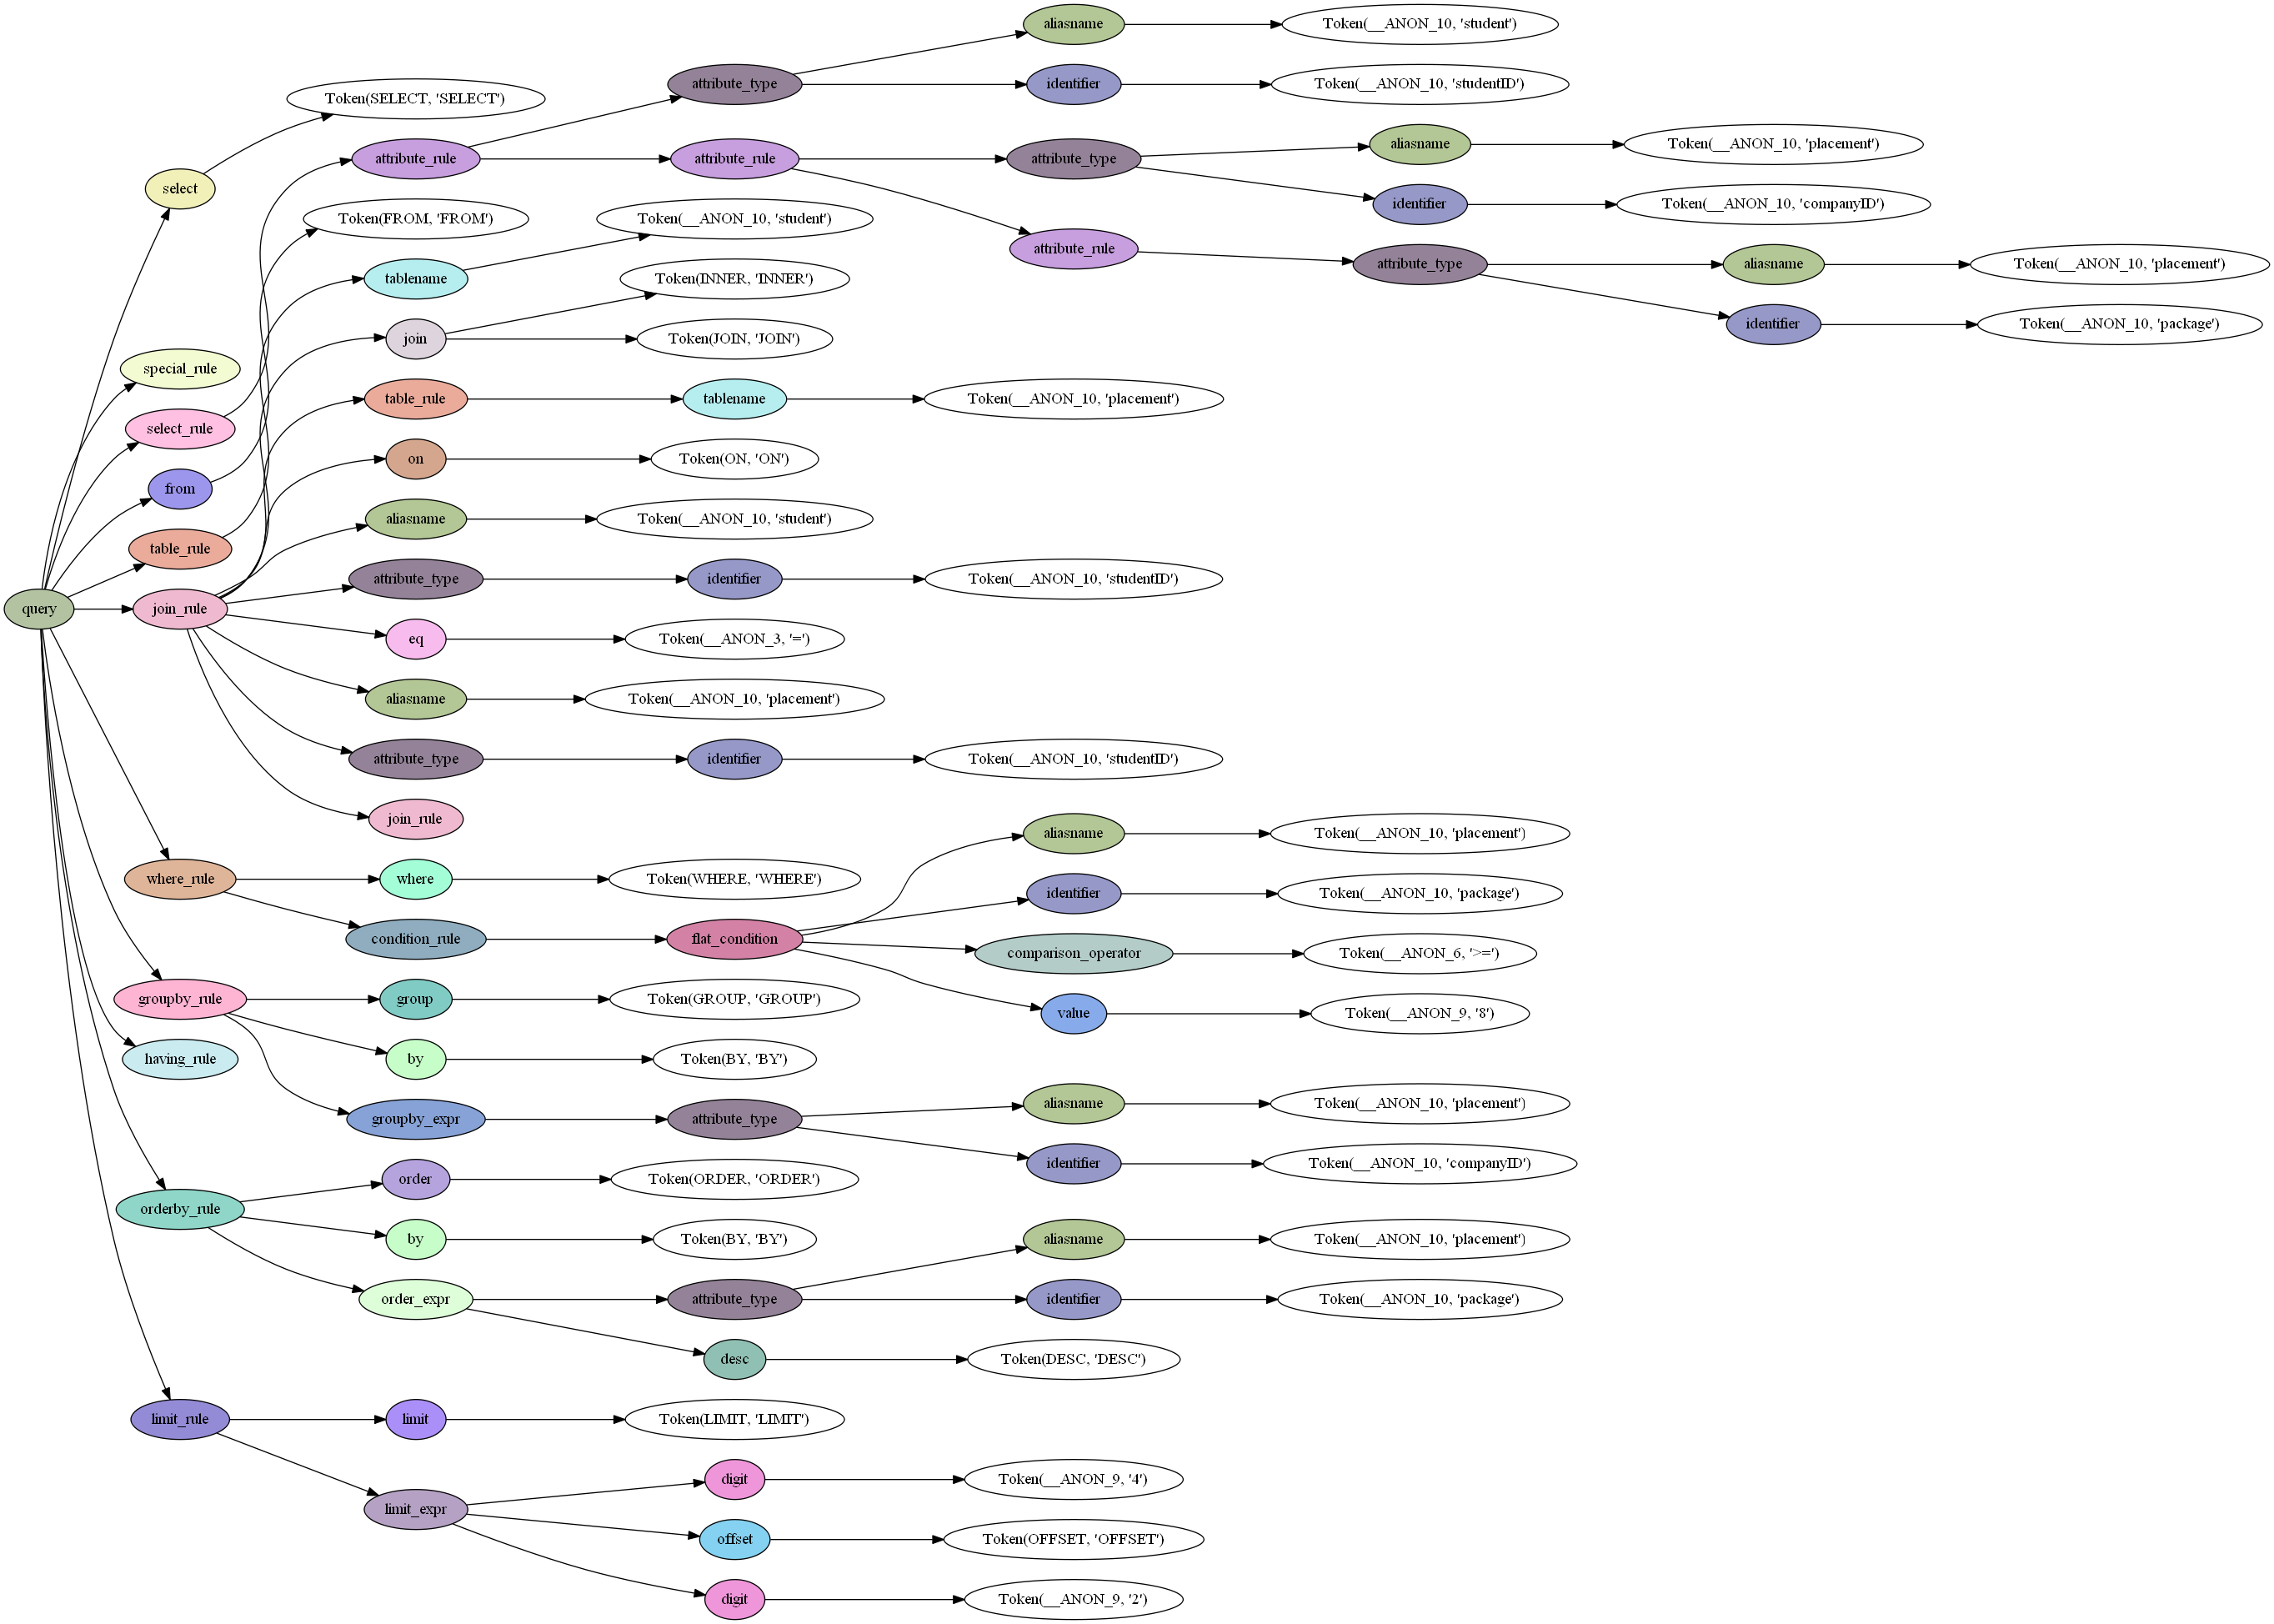 aliasname
Token(__ANON_10, 'student')
attribute_type
identifier
Token(__ANON_10, 'studentID')
Token(SELECT, 'SELECT')
attribute_rule
attribute_rule
attribute_type
aliasname
Token(__ANON_10, 'placement')
select
identifier
Token(__ANON_10, 'companyID')
Token(FROM, 'FROM')
Token(__ANON_10, 'student')
attribute_rule
attribute_type
aliasname
Token(__ANON_10, 'placement')
tablename
Token(INNER, 'INNER')
identifier
Token(__ANON_10, 'package')
join
Token(JOIN, 'JOIN')
special_rule
table_rule
tablename
Token(__ANON_10, 'placement')
select_rule
on
Token(ON, 'ON')
from
aliasname
Token(__ANON_10, 'student')
table_rule
attribute_type
identifier
Token(__ANON_10, 'studentID')
query
join_rule
eq
Token(__ANON_3, '=')
aliasname
Token(__ANON_10, 'placement')
attribute_type
identifier
Token(__ANON_10, 'studentID')
join_rule
aliasname
Token(__ANON_10, 'placement')
where_rule
where
Token(WHERE, 'WHERE')
identifier
Token(__ANON_10, 'package')
condition_rule
flat_condition
comparison_operator
Token(__ANON_6, '>=')
groupby_rule
group
Token(GROUP, 'GROUP')
value
Token(__ANON_9, '8')
having_rule
by
Token(BY, 'BY')
groupby_expr
attribute_type
aliasname
Token(__ANON_10, 'placement')
identifier
Token(__ANON_10, 'companyID')
order
Token(ORDER, 'ORDER')
orderby_rule
by
Token(BY, 'BY')
aliasname
Token(__ANON_10, 'placement')
order_expr
attribute_type
identifier
Token(__ANON_10, 'package')
desc
Token(DESC, 'DESC')
limit_rule
limit
Token(LIMIT, 'LIMIT')
digit
Token(__ANON_9, '4')
limit_expr
offset
Token(OFFSET, 'OFFSET')
digit
Token(__ANON_9, '2')